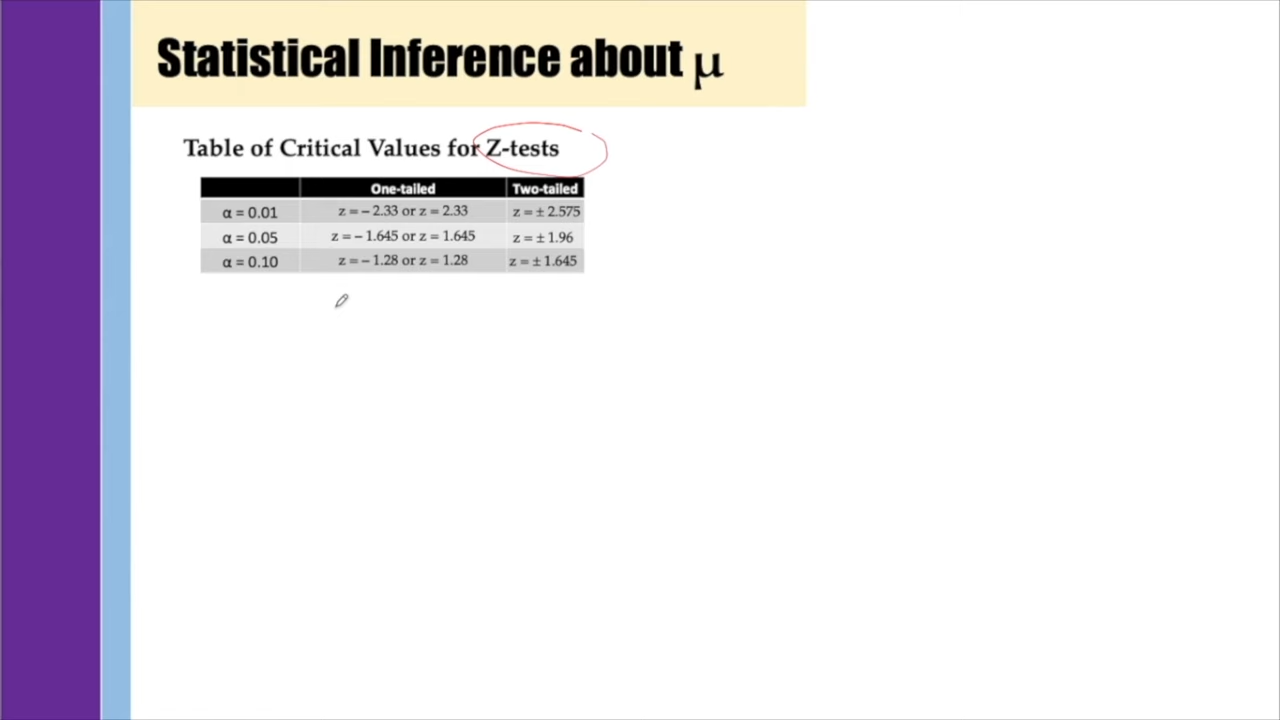 Statistical Inference about μ
Table of Critical Values for Z-tests
One-tailed Two-tailed
α = 0.01 z = – 2.33 or z = 2.33 z = ± 2.575
α = 0.05 z = – 1.645 or z = 1.645 z = ± 1.96
α = 0.10 z = – 1.28 or z = 1.28 z = ± 1.645